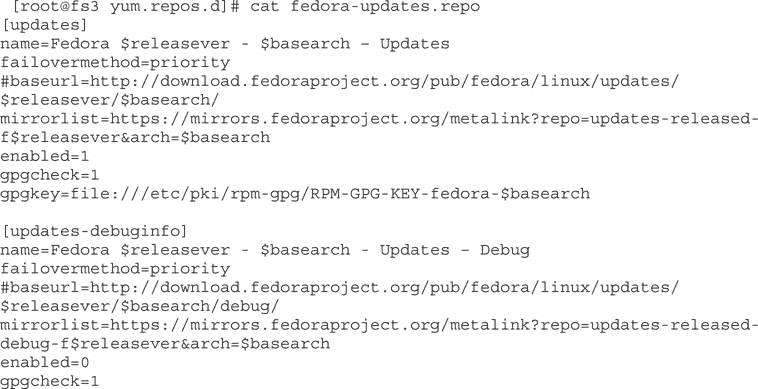 [root@fs3 yum.repos.d]# cat fedora-updates.repo
[updates]
name=Fedora $releasever - $basearch – Updates
failovermethod=priority
#baseurl=http://download.fedoraproject.org/pub/fedora/linux/updates/
$releasever/$basearch/
mirrorlist=https://mirrors.fedoraproject.org/metalink?repo=updates-released-
f$releasever&arch=$basearch
enabled=1
gpgcheck=1
gpgkey=file:///etc/pki/rpm-gpg/RPM-GPG-KEY-fedora-$basearch

[updates-debuginfo]
name=Fedora $releasever - $basearch - Updates – Debug
failovermethod=priority
#baseurl=http://download.fedoraproject.org/pub/fedora/linux/updates/
$releasever/$basearch/debug/
mirrorlist=https://mirrors.fedoraproject.org/metalink?repo=updates-released-
debug-f$releasever&arch=$basearch
enabled=0
gpgcheck=1